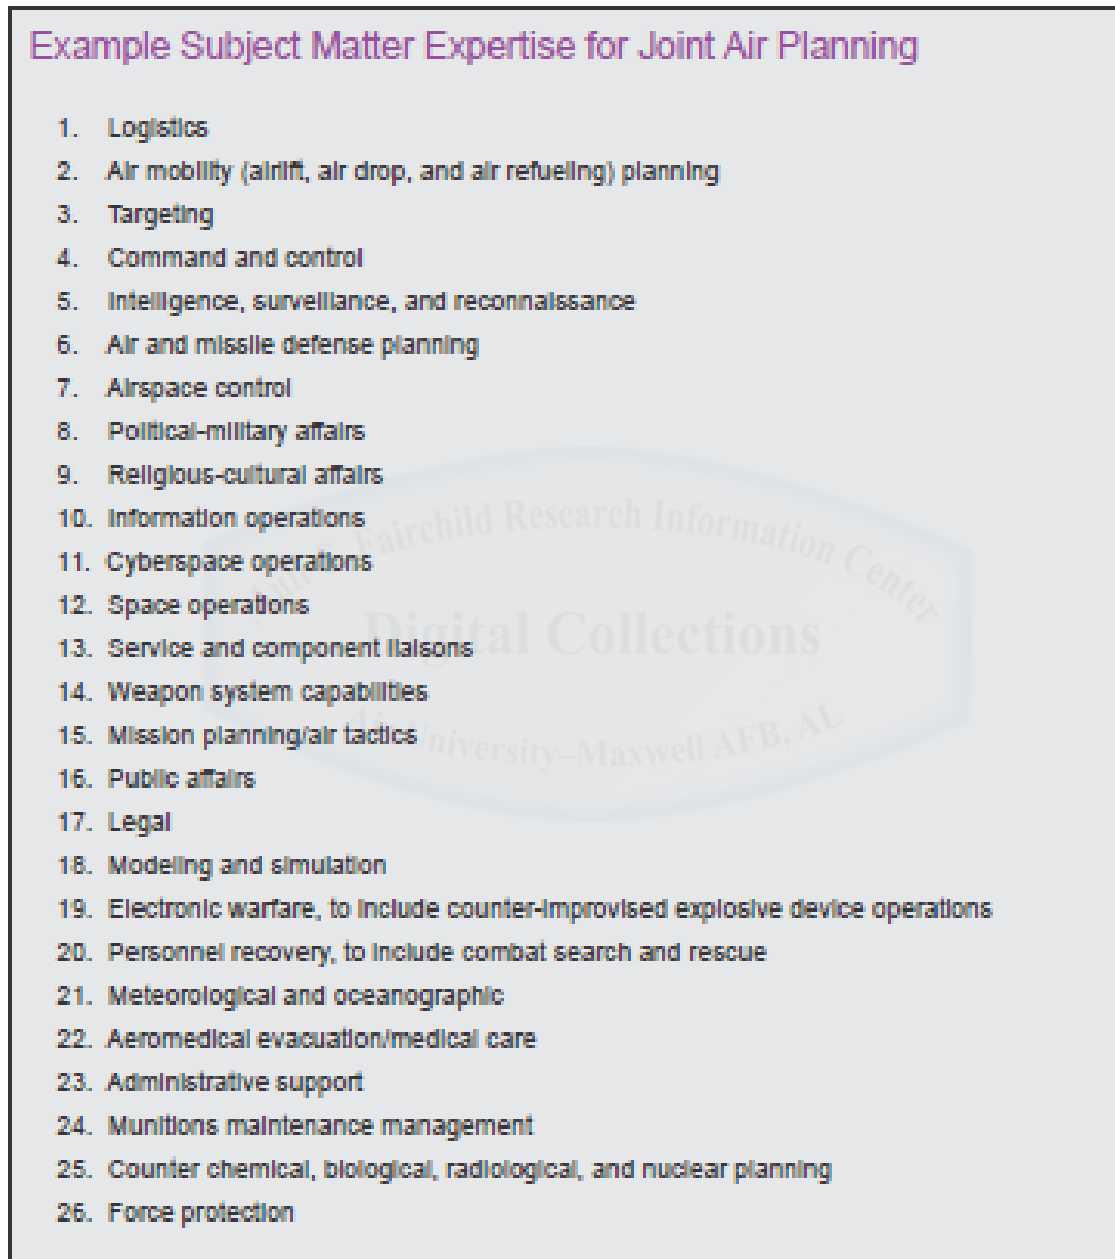 Example Subject Matter Expertise for Joint Air Planning
1. Logistics
2. Air mobility (airlift, air drop, and air refueling) planning
3. Targeting
4. Command and control
5. Intelligence, surveillance, and reconnaissance
6. Air and missile defense planning
7. Airspace control
8. Political-military affairs
9. Religious-cultural affairs
10. Information operations
11. Cyberspace operations
12. Space operations
13. Service and component liaisons
14. Weapon system capabilities
15. Mission planning/air tactics
16. Public affairs
17. Legal
18. Modeling and simulation
19. Electronic warfare, to include counter-improvised explosive device operations
20. Personnel recovery, to include combat search and rescue
21. Meteorological and oceanographic
22. Aeromedical evacuation/medical care
23. Administrative support
24. Munitions maintenance management
25. Counter chemical, biological, radiological, and nuclear planning
26. Force protection
Fairchild Research Information Center
Digital Collections
Air University–Maxwell AFB, AL